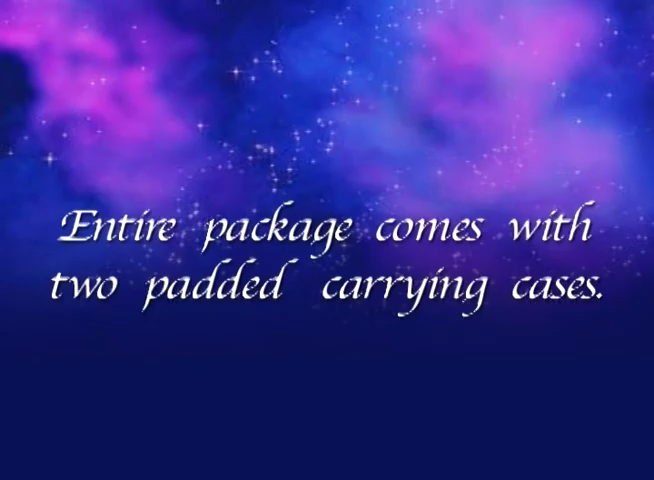 Entire package comes with
two padded carrying cases.